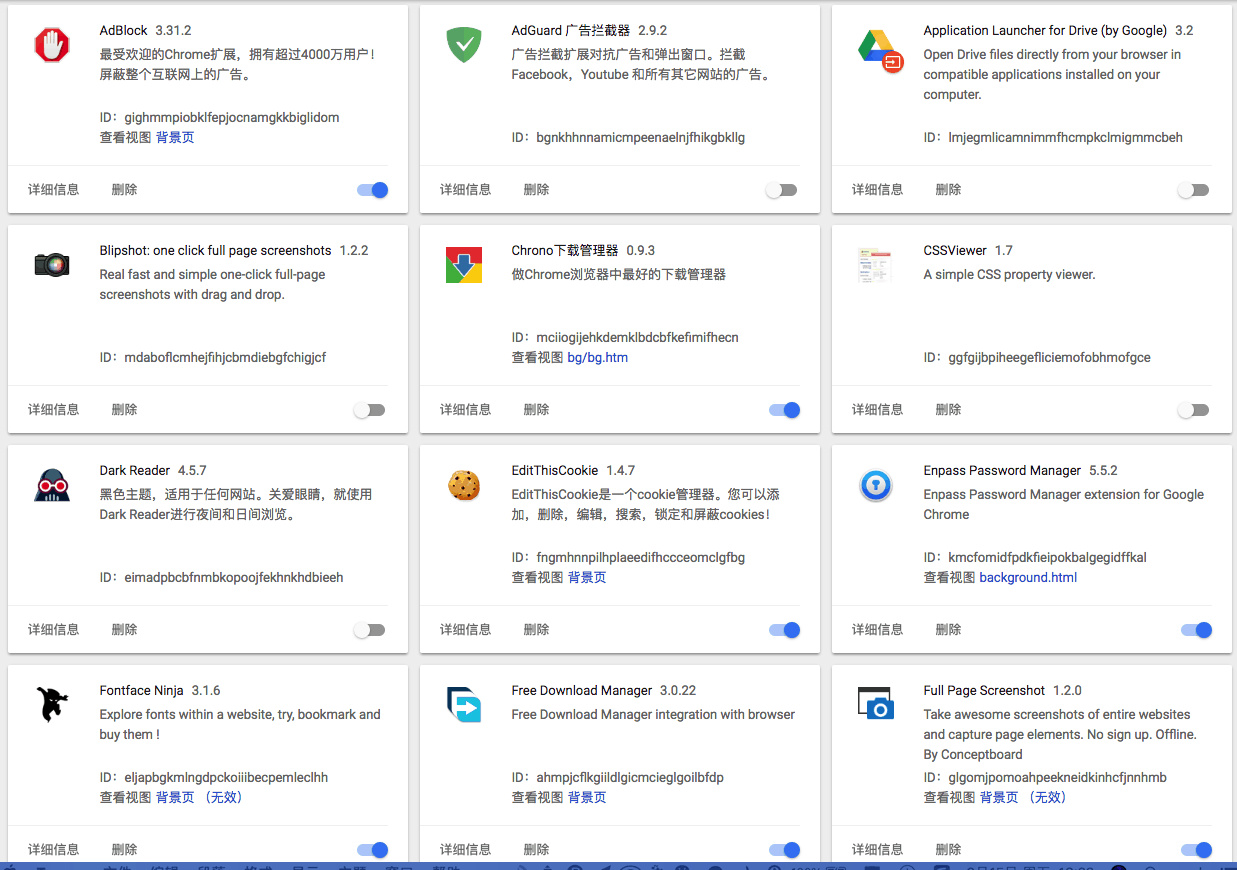 AdBlock 3.31.2
最受欢迎的Chrome扩展，拥有超过4000万用户！
屏蔽整个互联网上的广告。
ID：gighmmpiobklfepjocnamgkkbiglidom
查看视图 背景页
详细信息 删除
AdGuard 广告拦截器 2.9.2
广告拦截扩展对抗广告和弹出窗口。拦截
Facebook，Youtube 和所有其它网站的广告。
ID：bgnkhhnnamicmpeenaelnjfhikgbkllg
详细信息 删除
Application Launcher for Drive (by Google) 3.2
Open Drive files directly from your browser in
compatible applications installed on your
computer.
ID：lmjegmlicamnimmfhcmpkclmigmmcbeh
详细信息 删除
Blipshot: one click full page screenshots 1.2.2
Real fast and simple one-click full-page
screenshots with drag and drop.
ID：mdaboflcmhejfihjcbmdiebgfchigjcf
详细信息 删除
Chrono下载管理器 0.9.3
做Chrome浏览器中最好的下载管理器
ID：mciiogijehkdemklbdcbfkefimifhecn
查看视图 bg/bg.htm
详细信息 删除
CSSViewer 1.7
A simple CSS property viewer.
ID：ggfgijbpiheegefliciemofobhmofgce
详细信息 删除
Dark Reader 4.5.7
黑色主题，适用于任何网站。关爱眼睛，就使用
Dark Reader进行夜间和日间浏览。
ID：eimadpbcbfnmbkopoojfekhnkhdbieeh
详细信息 删除
EditThisCookie 1.4.7
EditThisCookie是一个cookie管理器。您可以添
加，删除，编辑，搜索，锁定和屏蔽cookies！
ID：fngmhnnpilhplaeedifhccceomclgfbg
查看视图 背景页
详细信息 删除
Enpass Password Manager 5.5.2
Enpass Password Manager extension for Google
Chrome
ID：kmcfomidfpdkfieipokbalgegidffkal
查看视图 background.html
详细信息 删除
Fontface Ninja 3.1.6
Explore fonts within a website, try, bookmark and
buy them !
ID：eljapbgkmlngdpckoiiibecpemleclhh
查看视图 背景页 （无效）
详细信息 删除
Free Download Manager 3.0.22
Free Download Manager integration with browser
ID：ahmpjcflkgiildlgicmcieglgoilbfdp
查看视图 背景页
详细信息 删除
Full Page Screenshot 1.2.0
Take awesome screenshots of entire websites
and capture page elements. No sign up. Offline.
By Conceptboard
ID：glgomjpomoahpeekneidkinhcfjnnhmb
查看视图 背景页 （无效）
详细信息 删除